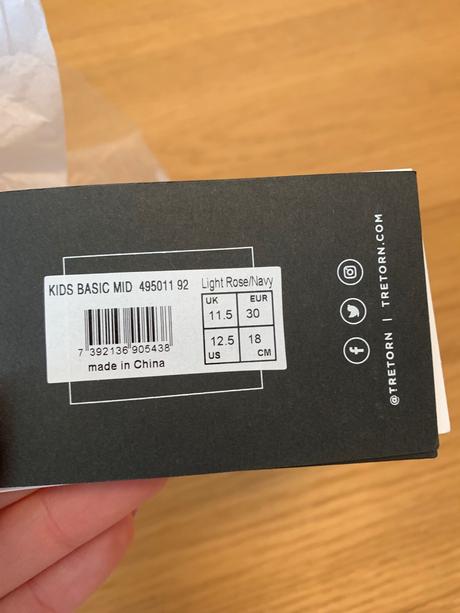 KIDS BASIC MID 495011 92 Light Rose/Navy
UK EUR
11.5 30
12.5 18
US CM
7 392136 905438
made in China
@TRETORN | TRETORN.COM